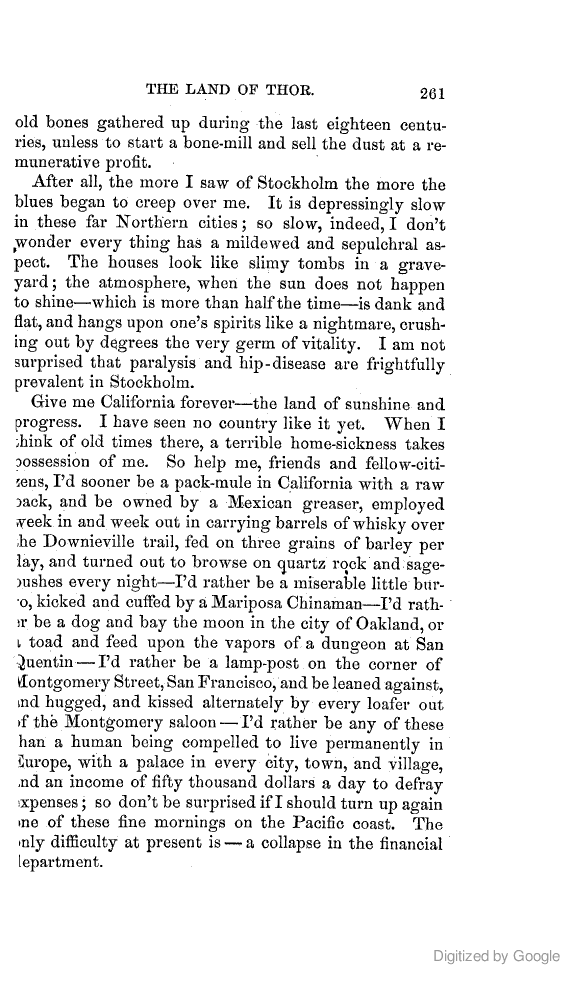 THE LAND OF THOR. 261
old bones gathered up during the last eighteen centu-
ries, unless to start a bone-mill and sell the dust at a re-
munerative profit.
After all, the more I saw of Stockholm the more the
blues began to creep over me. It is depressingly slow
in these far Northern cities; so slow, indeed, I don't
wonder every thing has a mildewed and sepulchral as-
pect. The houses look like slimy tombs in a grave-
yard; the atmosphere, when the sun does not happen
to shine—which is more than half the time—is dank and
flat, and hangs upon one's spirits like a nightmare, crush-
ing out by degrees the very germ of vitality. I am not
surprised that paralysis and hip-disease are frightfully
prevalent in Stockholm.
Give me California forever—the land of sunshine and
progress. I have seen no country like it yet. When I
think of old times there, a terrible home-sickness takes
possession of me. So help me, friends and fellow-citi-
zens, I'd sooner be a pack-mule in California with a raw
back, and be owned by a Mexican greaser, employed
week in and week out in carrying barrels of whisky over
the Downieville trail, fed on three grains of barley per
day, and turned out to browse on quartz rock and sage-
bushes every night—I'd rather be a miserable little bur-
ro, kicked and cuffed by a Mariposa Chinaman—I'd rath-
er be a dog and bay the moon in the city of Oakland, or
a toad and feed upon the vapors of a dungeon at San
Quentin—I'd rather be a lamp-post on the corner of
Montgomery Street, San Francisco, and be leaned against,
and hugged, and kissed alternately by every loafer out
of the Montgomery saloon—I'd rather be any of these
than a human being compelled to live permanently in
Europe, with a palace in every city, town, and village,
and an income of fifty thousand dollars a day to defray
expenses; so don't be surprised if I should turn up again
one of these fine mornings on the Pacific coast. The
only difficulty at present is—a collapse in the financial
department.
Digitized by Google